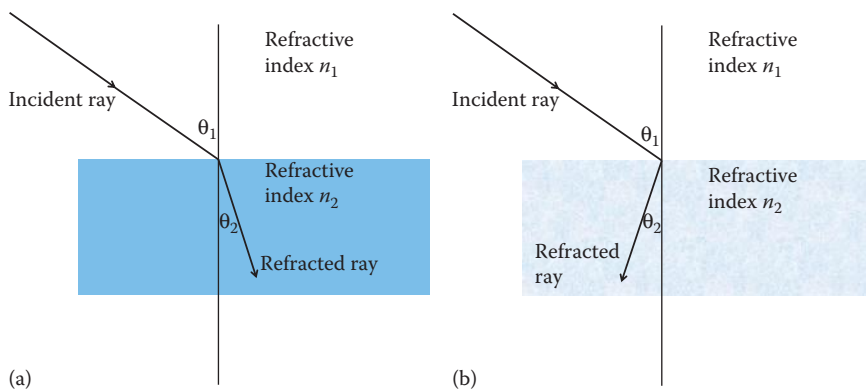 Refractive
index n₁
Incident ray
θ₁
Refractive
index n₂
θ₂
Refracted ray
(a)
Refractive
index n₁
Incident ray
θ₁
Refractive
index n₂
θ₂
Refracted
ray
(b)